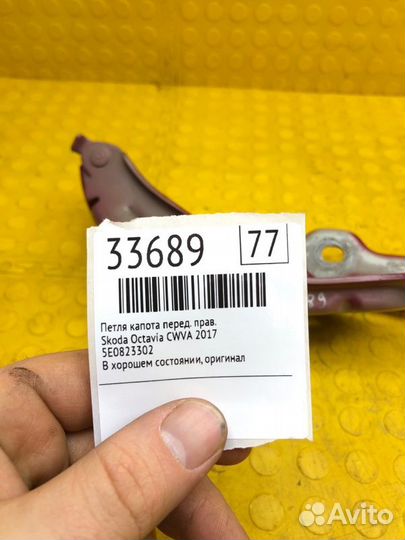 33689 77
Петля капота перед. прав.
Skoda Octavia CWVA 2017
5E0823302
В хорошем состоянии, оригинал
Avito